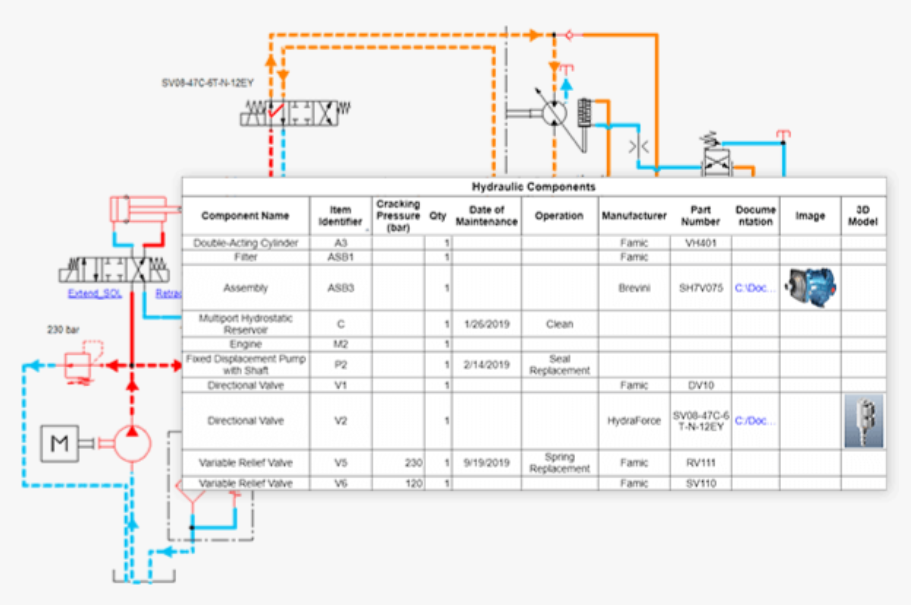 SV08-47C-6T-N-12EY
Hydraulic Components
Component Name Item Identifier Cracking Pressure (bar) Qty Date of Maintenance Operation Manufacturer Part Number Docume ntation Image 3D Model
Double-Acting Cylinder A3 1 Famic VH401
Filter ASB1 1 Famic
Assembly ASB3 1 Brevini SH7V075 C:\Doc...
Multiport Hydrostatic Reservoir C 1 1/26/2019 Clean
Engine M2 1
Fixed Displacement Pump with Shaft P2 1 2/14/2019 Seal Replacement
Directional Valve V1 1 Famic DV10
Directional Valve V2 1 HydraForce SV08-47C-6 T-N-12EY C:/Doc...
Variable Relief Valve V5 230 1 9/19/2019 Spring Replacement Famic RV111
Variable Relief Valve V6 120 1 Famic SV110
Extend_SOL Retrac
230 bar
M